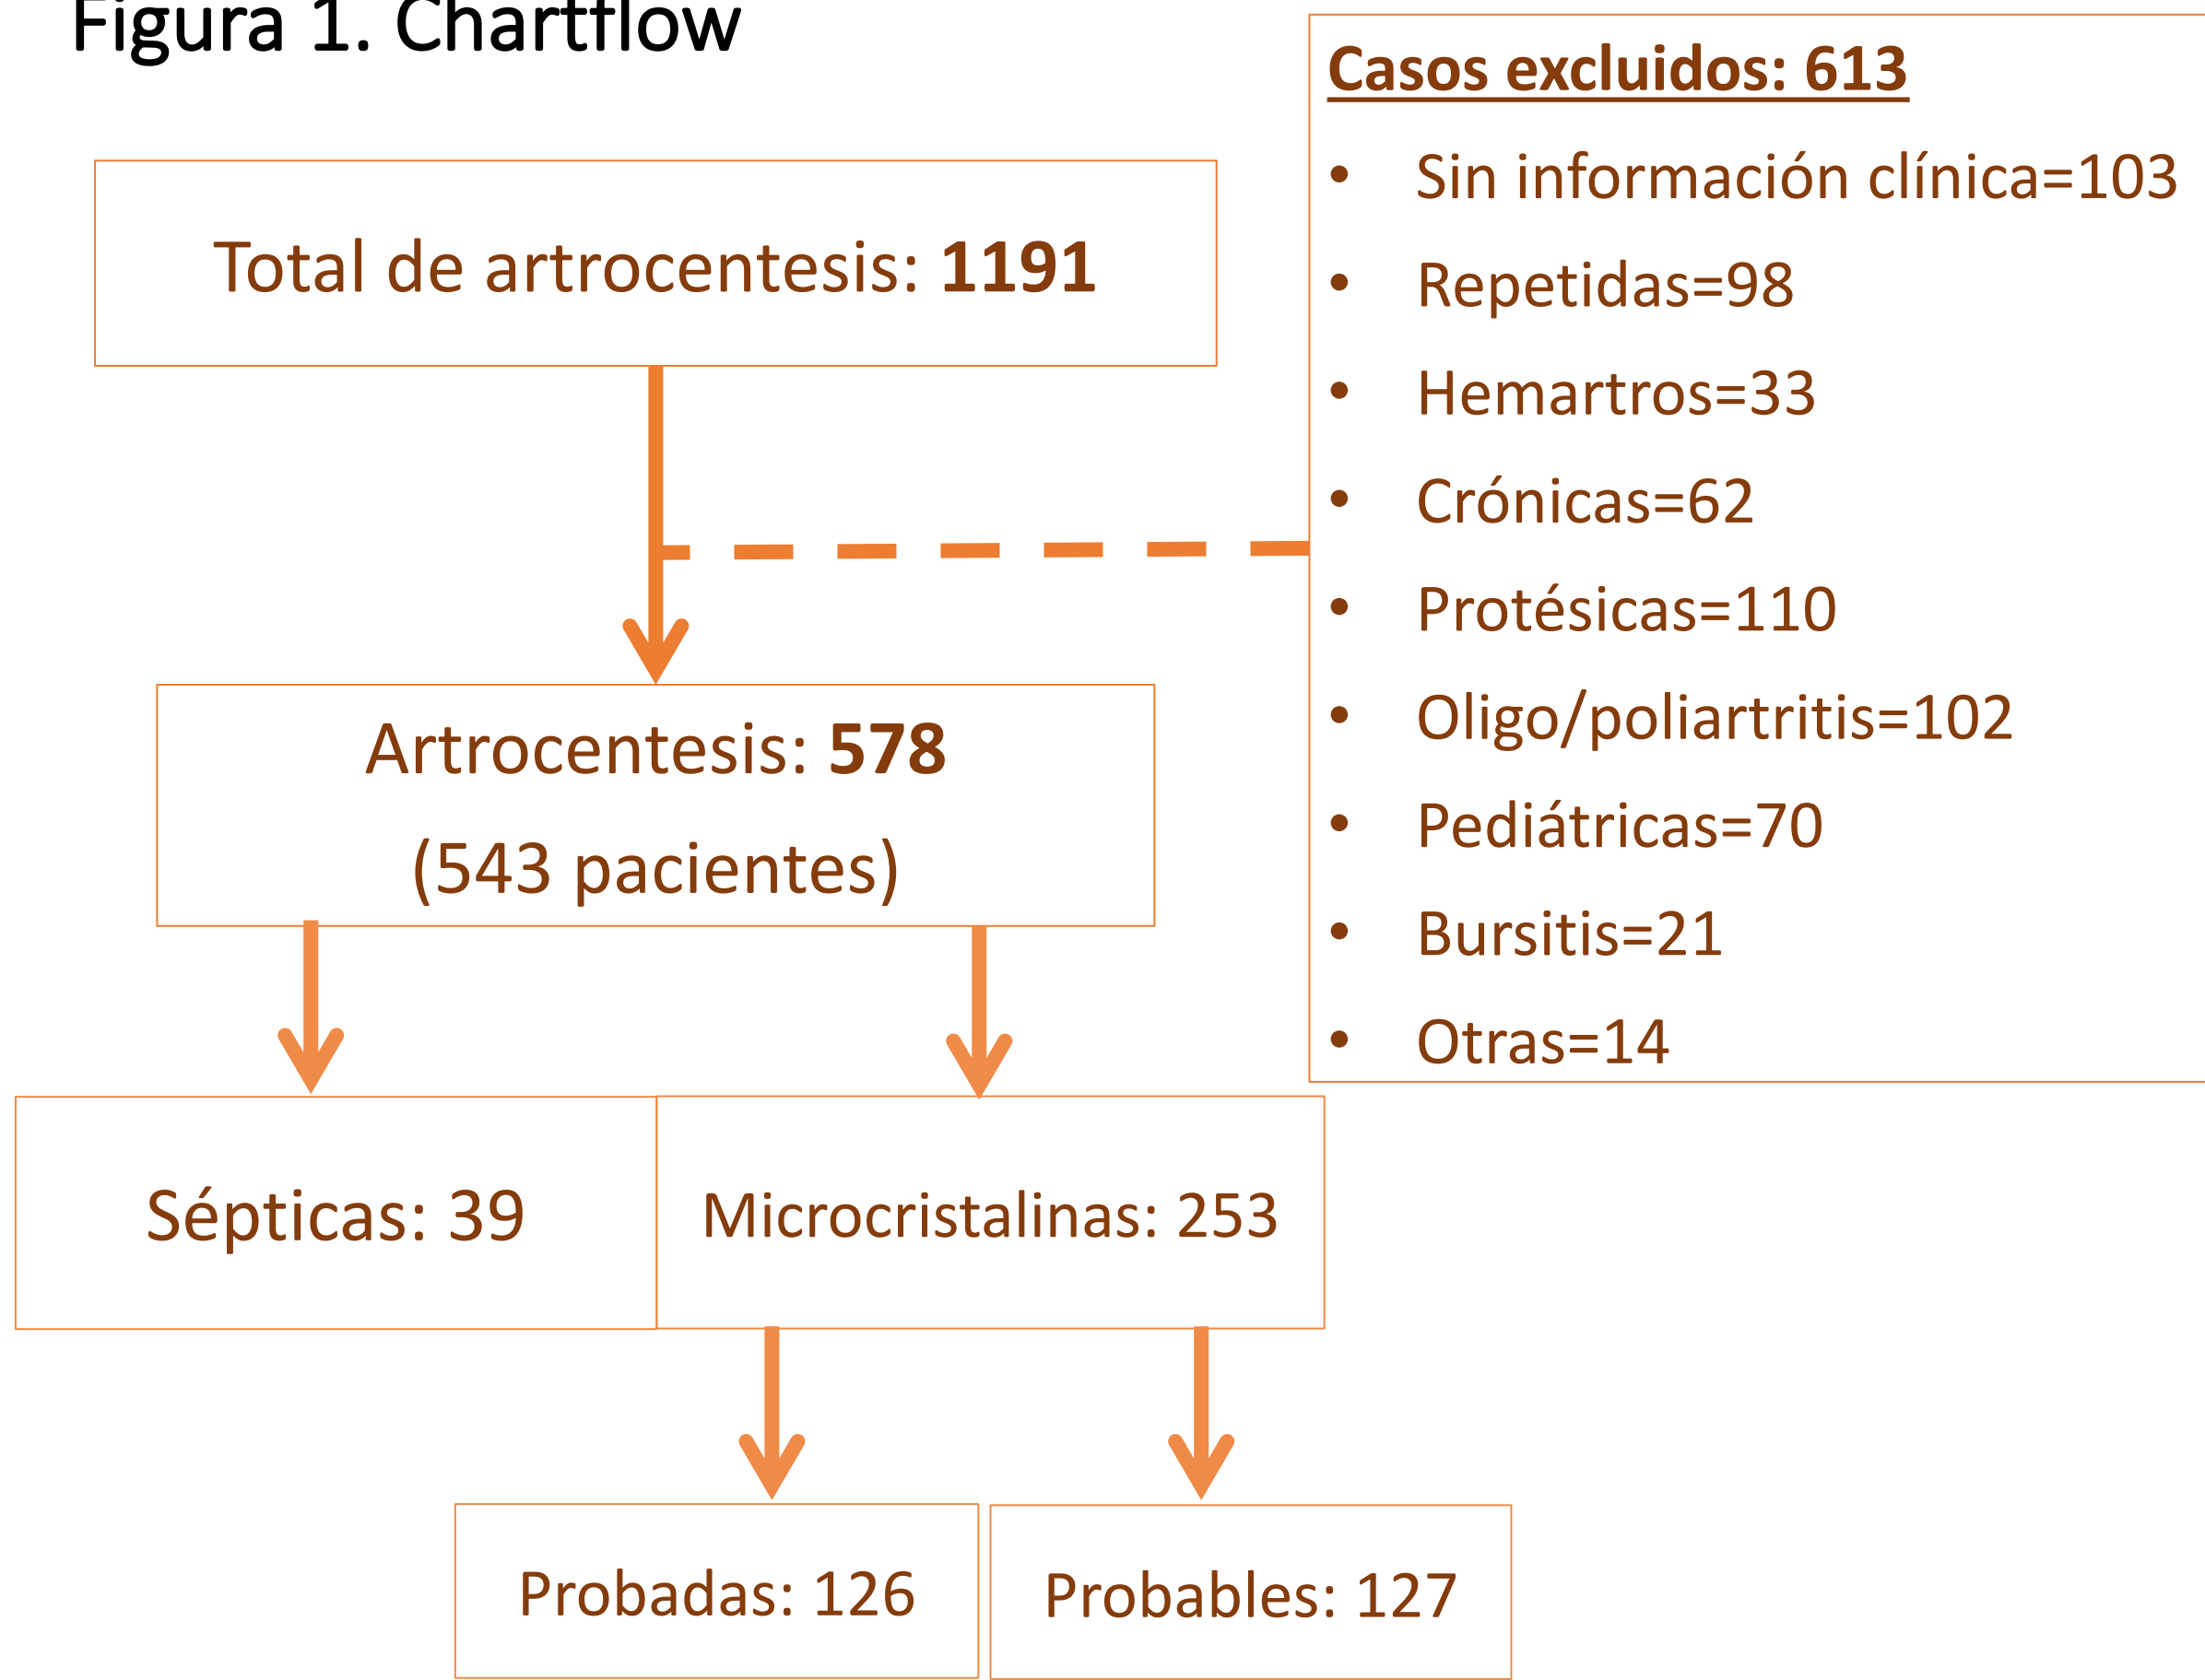 Figura 1. Chartflow
Total de artrocentesis: 1191
Casos excluidos: 613
• Sin información clínica=103
• Repetidas=98
• Hemartros=33
• Crónicas=62
• Protésicas=110
• Oligo/poliartritis=102
• Pediátricas=70
• Bursitis=21
• Otras=14
Artrocentesis: 578
(543 pacientes)
Sépticas: 39
Microcristalinas: 253
Probadas: 126
Probables: 127